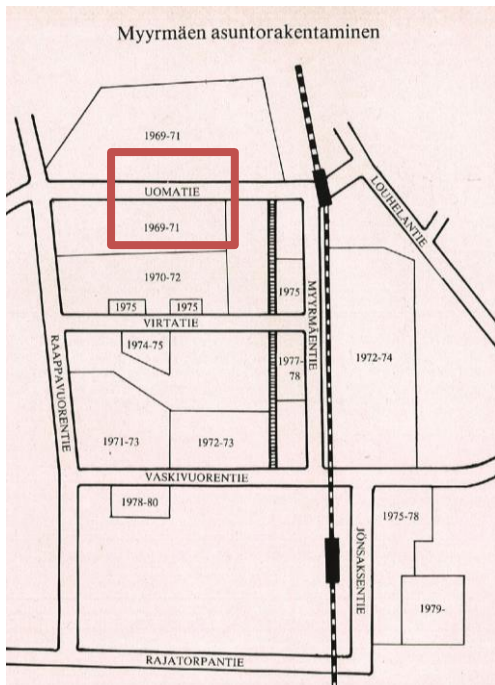 Myyrmäen asuntorakentaminen
1969-71
UOMATIE
LOUHELANTIE
1969-71
1970-72
1975
MYYRMÄENTIE
1975
1975
VIRTATIE
1974-75
RAAPPAVUORENTIE
1977-
78
1972-74
1971-73
1972-73
VASKIVUORENTIE
1978-80
1975-78
JÖNSAKSENTIE
1979-
RAJATORPANTIE